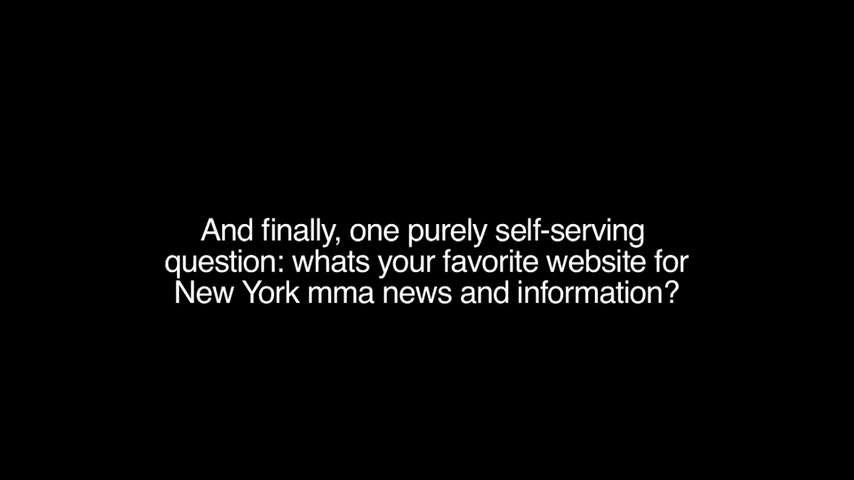 And finally, one purely self-serving
question: whats your favorite website for
New York mma news and information?